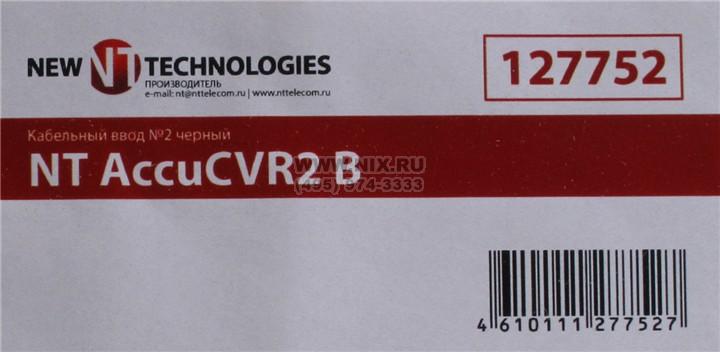 NEW NT TECHNOLOGIES
ПРОИЗВОДИТЕЛЬ
e-mail: nt@nttelecom.ru | www.nttelecom.ru
127752
Кабельный ввод №2 черный
NT AccuCVR2 B
WWW.NIX.RU
(495) 974-3333
4 610111 277527